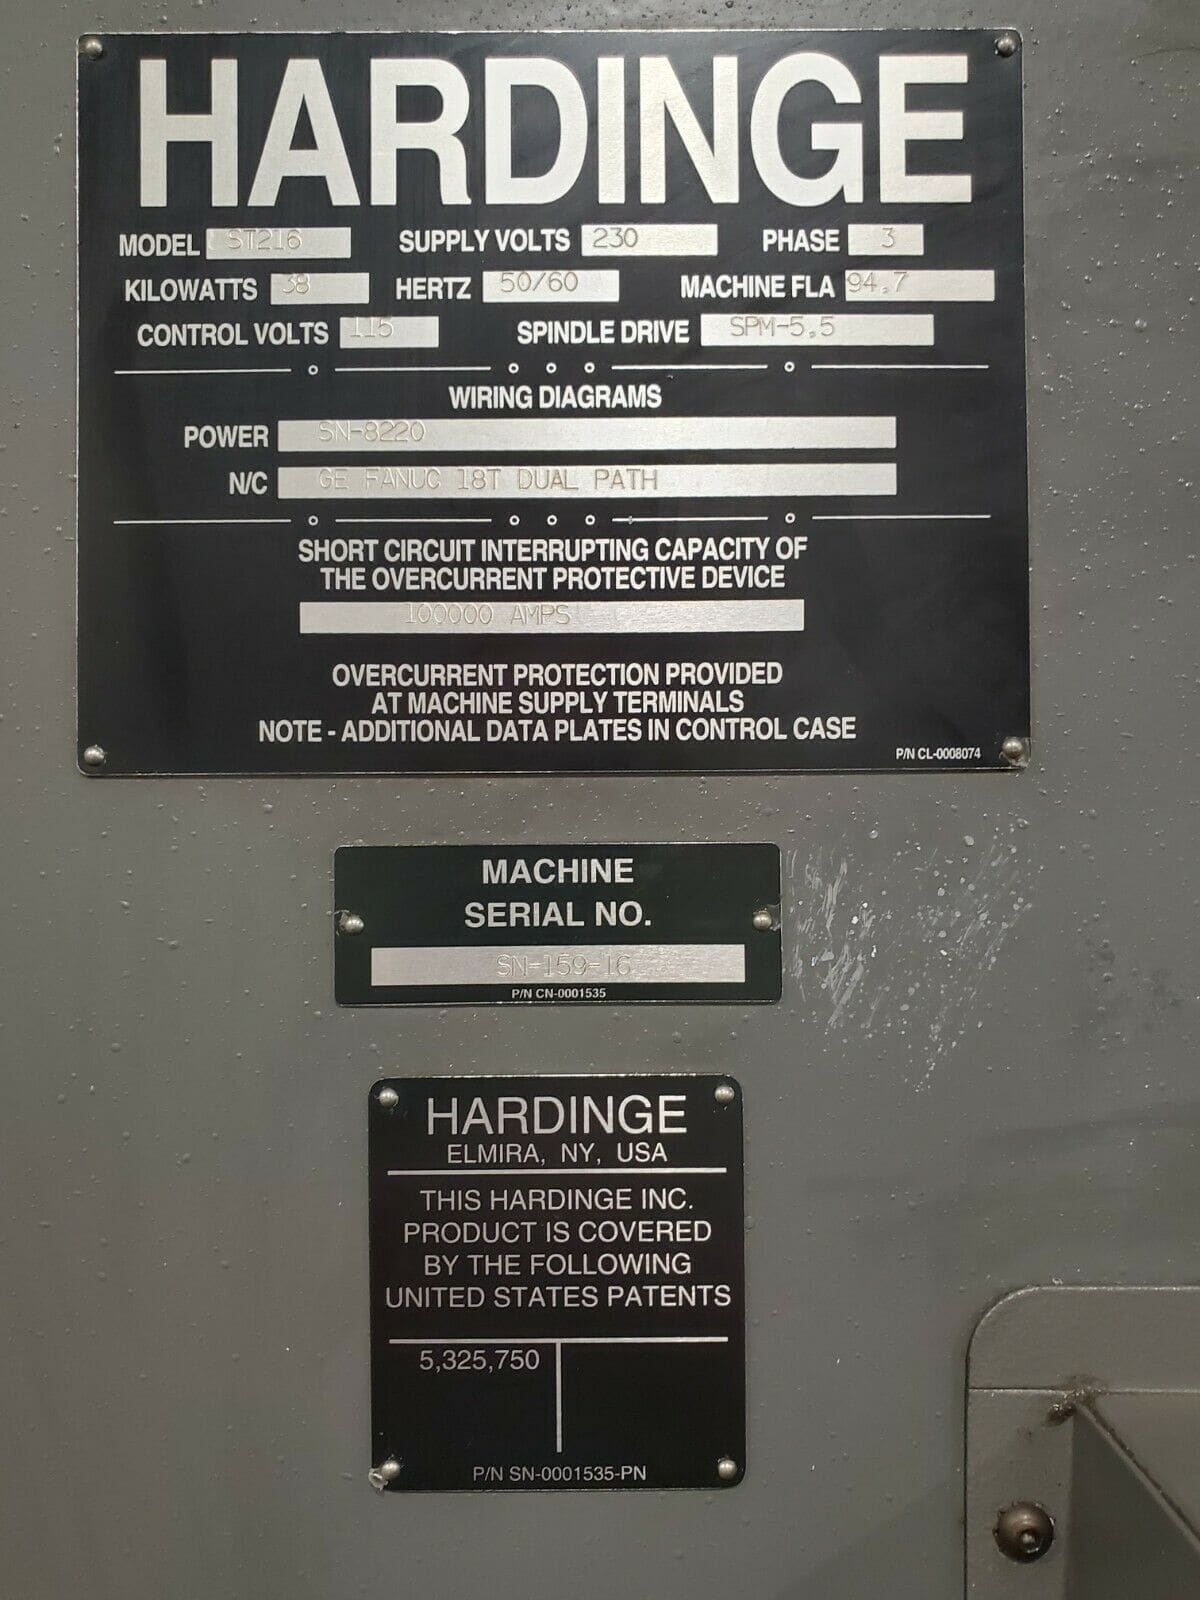 HARDINGE
MODEL ST216 SUPPLY VOLTS 230 PHASE 3
KILOWATTS 38 HERTZ 50/60 MACHINE FLA 94.7
CONTROL VOLTS 115 SPINDLE DRIVE SPM-5.5
WIRING DIAGRAMS
POWER SN-8220
N/C GE FANUC 18T DUAL PATH
SHORT CIRCUIT INTERRUPTING CAPACITY OF
THE OVERCURRENT PROTECTIVE DEVICE
100000 AMPS
OVERCURRENT PROTECTION PROVIDED
AT MACHINE SUPPLY TERMINALS
NOTE - ADDITIONAL DATA PLATES IN CONTROL CASE
P/N CL-0008074
MACHINE
SERIAL NO.
SN-159-16
P/N CN-0001535
HARDINGE
ELMIRA, NY, USA
THIS HARDINGE INC.
PRODUCT IS COVERED
BY THE FOLLOWING
UNITED STATES PATENTS
5,325,750
P/N SN-0001535-PN